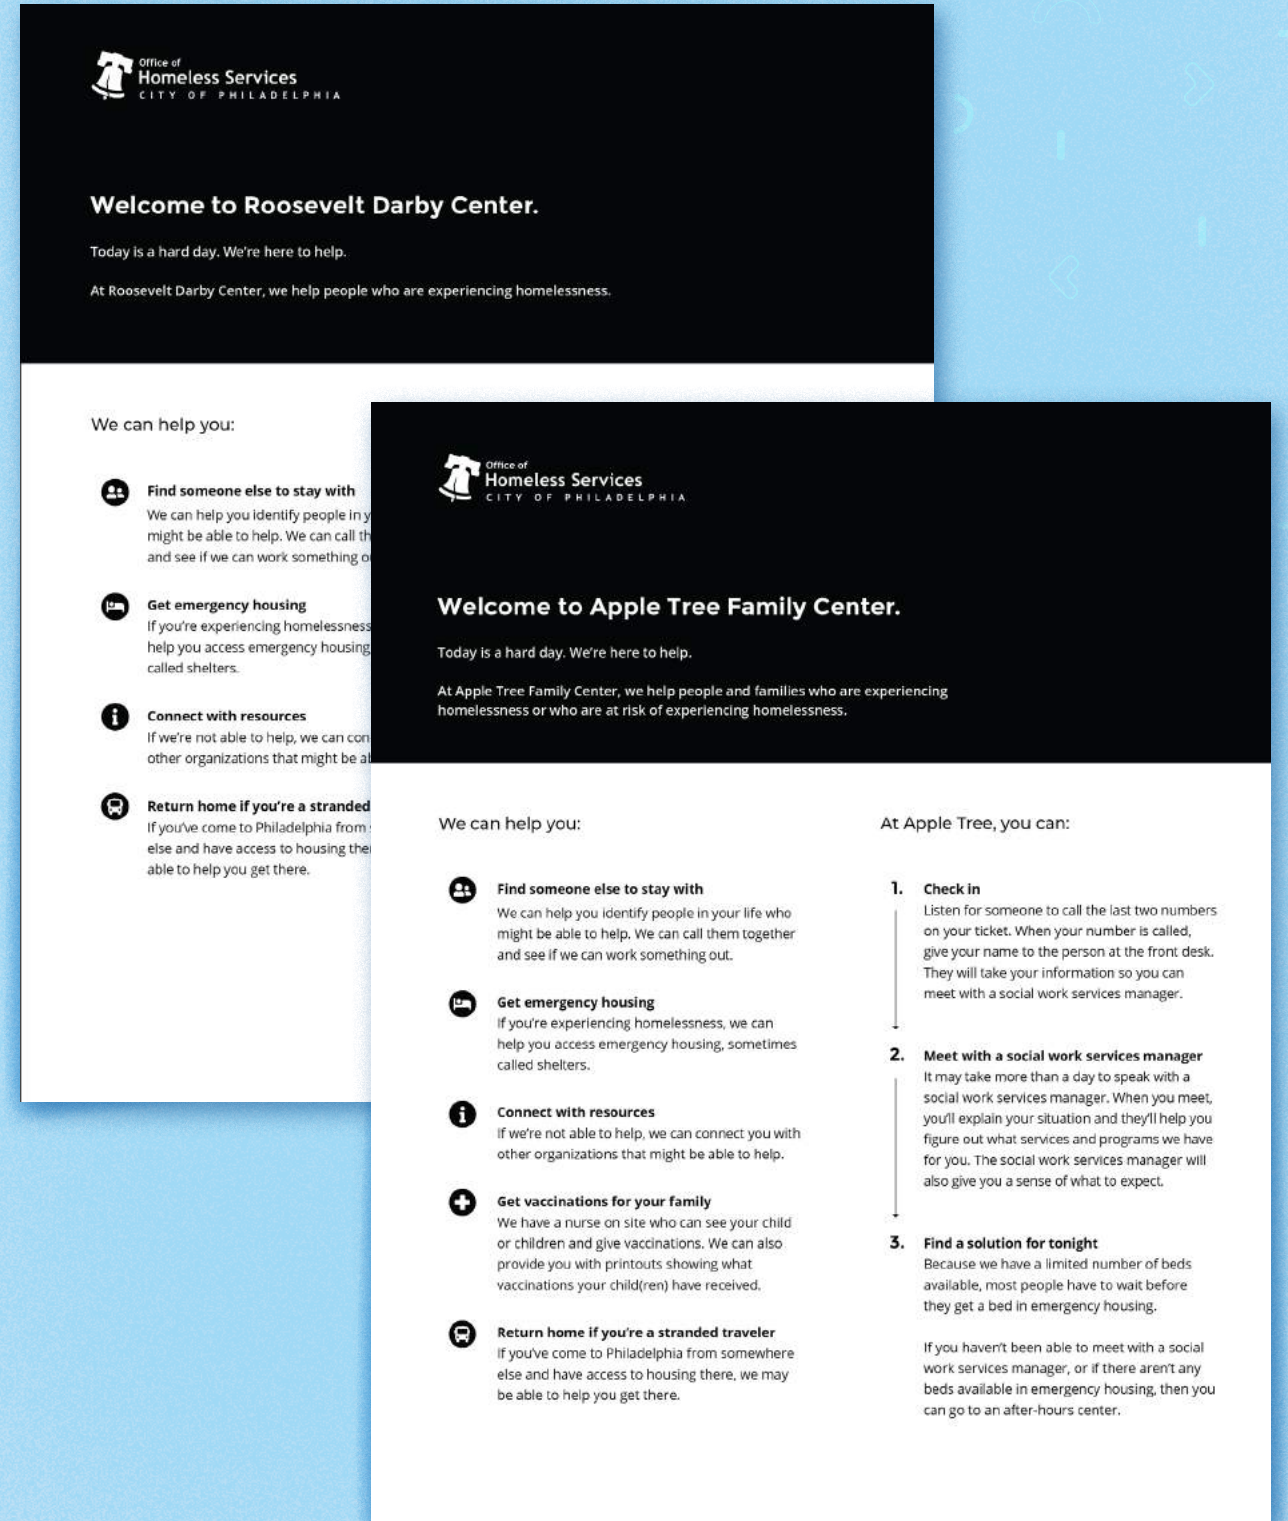 Office of
Homeless Services
CITY OF PHILADELPHIA
Welcome to Roosevelt Darby Center.
Today is a hard day. We're here to help.
At Roosevelt Darby Center, we help people who are experiencing homelessness.
We can help you:
Find someone else to stay with
We can help you identify people in y
might be able to help. We can call th
and see if we can work something o
Get emergency housing
If you're experiencing homelessness
help you access emergency housing
called shelters.
Connect with resources
If we're not able to help, we can con
other organizations that might be a
Return home if you're a stranded
If you've come to Philadelphia from
else and have access to housing the
able to help you get there.
Office of
Homeless Services
CITY OF PHILADELPHIA
Welcome to Apple Tree Family Center.
Today is a hard day. We're here to help.
At Apple Tree Family Center, we help people and families who are experiencing
homelessness or who are at risk of experiencing homelessness.
We can help you:
Find someone else to stay with
We can help you identify people in your life who
might be able to help. We can call them together
and see if we can work something out.
Get emergency housing
If you're experiencing homelessness, we can
help you access emergency housing, sometimes
called shelters.
Connect with resources
If we're not able to help, we can connect you with
other organizations that might be able to help.
Get vaccinations for your family
We have a nurse on site who can see your child
or children and give vaccinations. We can also
provide you with printouts showing what
vaccinations your child(ren) have received.
Return home if you're a stranded traveler
If you've come to Philadelphia from somewhere
else and have access to housing there, we may
be able to help you get there.
At Apple Tree, you can:
1. Check in
Listen for someone to call the last two numbers
on your ticket. When your number is called,
give your name to the person at the front desk.
They will take your information so you can
meet with a social work services manager.
2. Meet with a social work services manager
It may take more than a day to speak with a
social work services manager. When you meet,
you'll explain your situation and they'll help you
figure out what services and programs we have
for you. The social work services manager will
also give you a sense of what to expect.
3. Find a solution for tonight
Because we have a limited number of beds
available, most people have to wait before
they get a bed in emergency housing.
If you haven't been able to meet with a social
work services manager, or if there aren't any
beds available in emergency housing, then you
can go to an after-hours center.